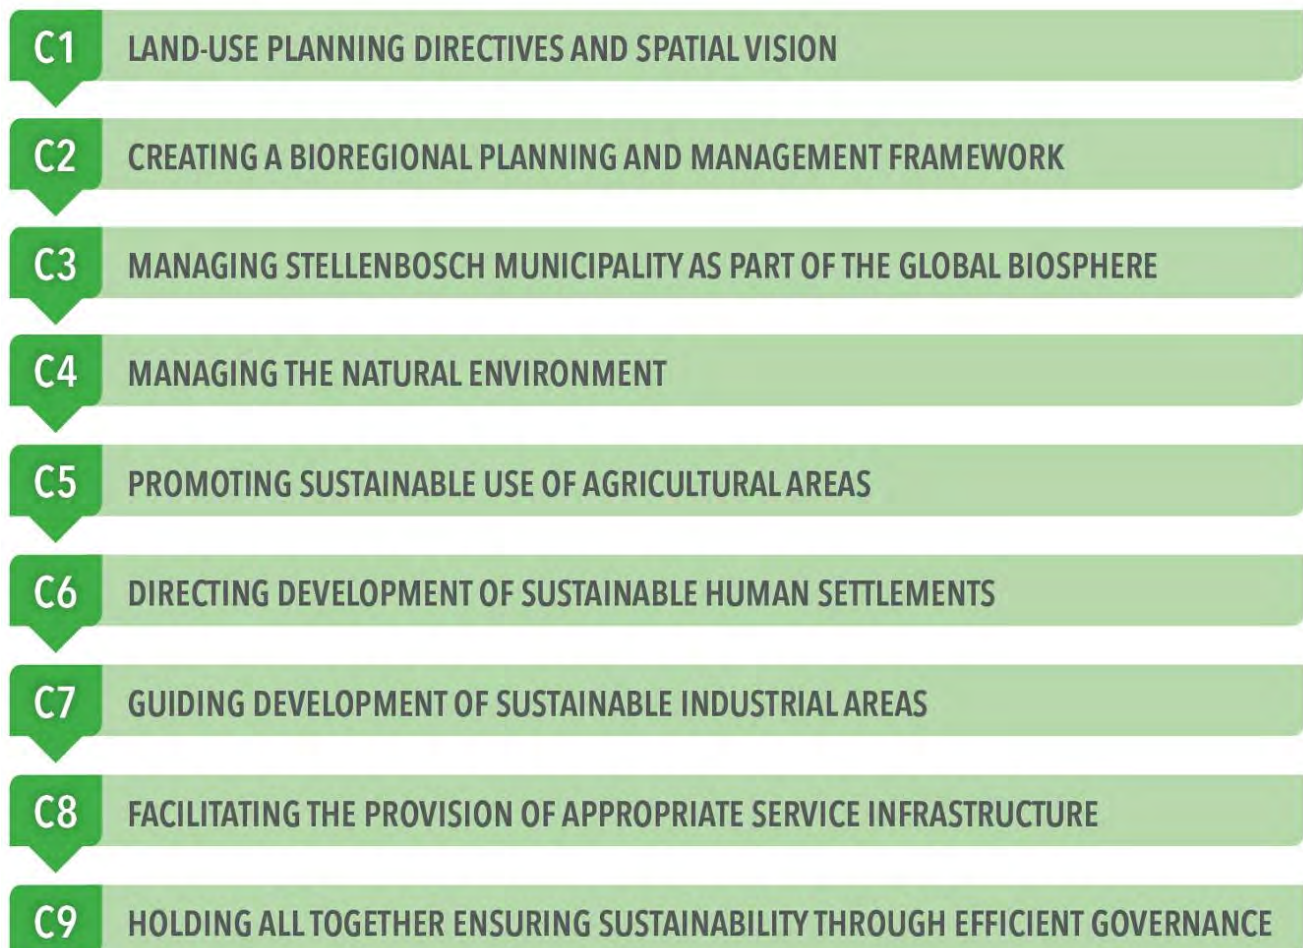 C1 LAND-USE PLANNING DIRECTIVES AND SPATIAL VISION
C2 CREATING A BIOREGIONAL PLANNING AND MANAGEMENT FRAMEWORK
C3 MANAGING STELLENBOSCH MUNICIPALITY AS PART OF THE GLOBAL BIOSPHERE
C4 MANAGING THE NATURAL ENVIRONMENT
C5 PROMOTING SUSTAINABLE USE OF AGRICULTURAL AREAS
C6 DIRECTING DEVELOPMENT OF SUSTAINABLE HUMAN SETTLEMENTS
C7 GUIDING DEVELOPMENT OF SUSTAINABLE INDUSTRIAL AREAS
C8 FACILITATING THE PROVISION OF APPROPRIATE SERVICE INFRASTRUCTURE
C9 HOLDING ALL TOGETHER ENSURING SUSTAINABILITY THROUGH EFFICIENT GOVERNANCE